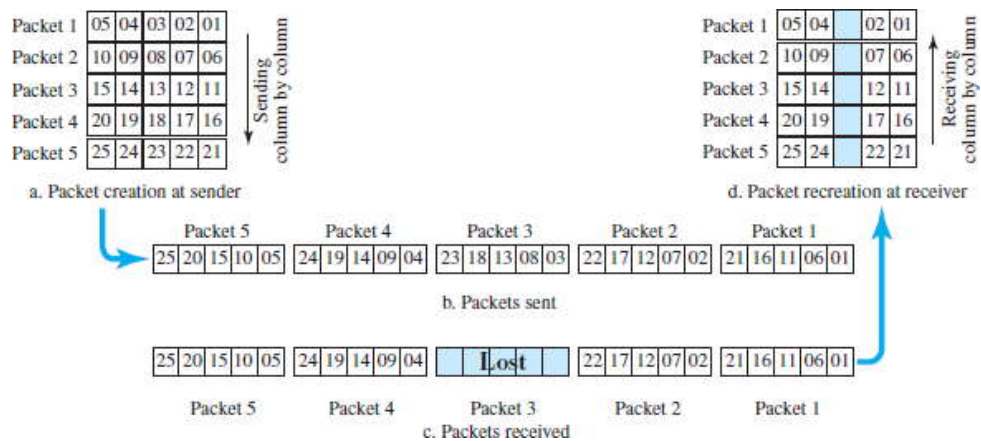 Packet 1 05 04 03 02 01
Packet 2 10 09 08 07 06
Packet 3 15 14 13 12 11
Packet 4 20 19 18 17 16
Packet 5 25 24 23 22 21
Sending
column by column
a. Packet creation at sender
Packet 1 05 04 02 01
Packet 2 10 09 07 06
Packet 3 15 14 12 11
Packet 4 20 19 17 16
Packet 5 25 24 22 21
Receiving
column by column
d. Packet recreation at receiver
Packet 5 Packet 4 Packet 3 Packet 2 Packet 1
25 20 15 10 05 24 19 14 09 04 23 18 13 08 03 22 17 12 07 02 21 16 11 06 01
b. Packets sent
25 20 15 10 05 24 19 14 09 04 Lost 22 17 12 07 02 21 16 11 06 01
Packet 5 Packet 4 Packet 3 Packet 2 Packet 1
c. Packets received